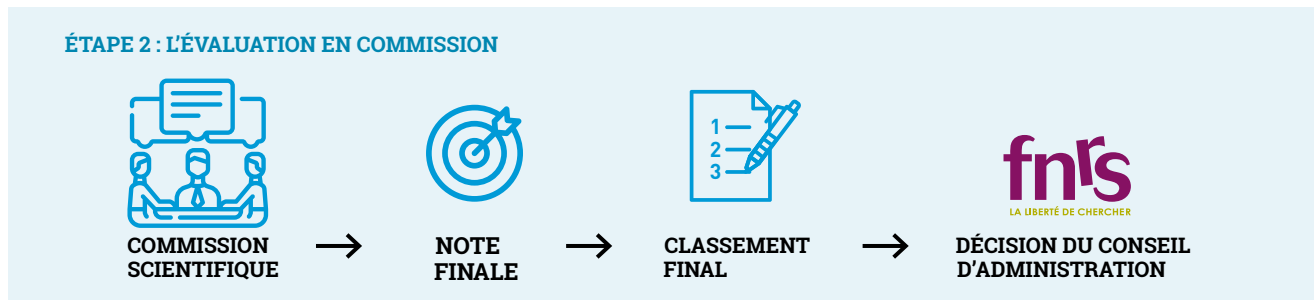 ÉTAPE 2 : L'ÉVALUATION EN COMMISSION
1
2
3
fnrs
LA LIBERTÉ DE CHERCHER
COMMISSION
SCIENTIFIQUE
NOTE
FINALE
CLASSEMENT
FINAL
DÉCISION DU CONSEIL
D'ADMINISTRATION